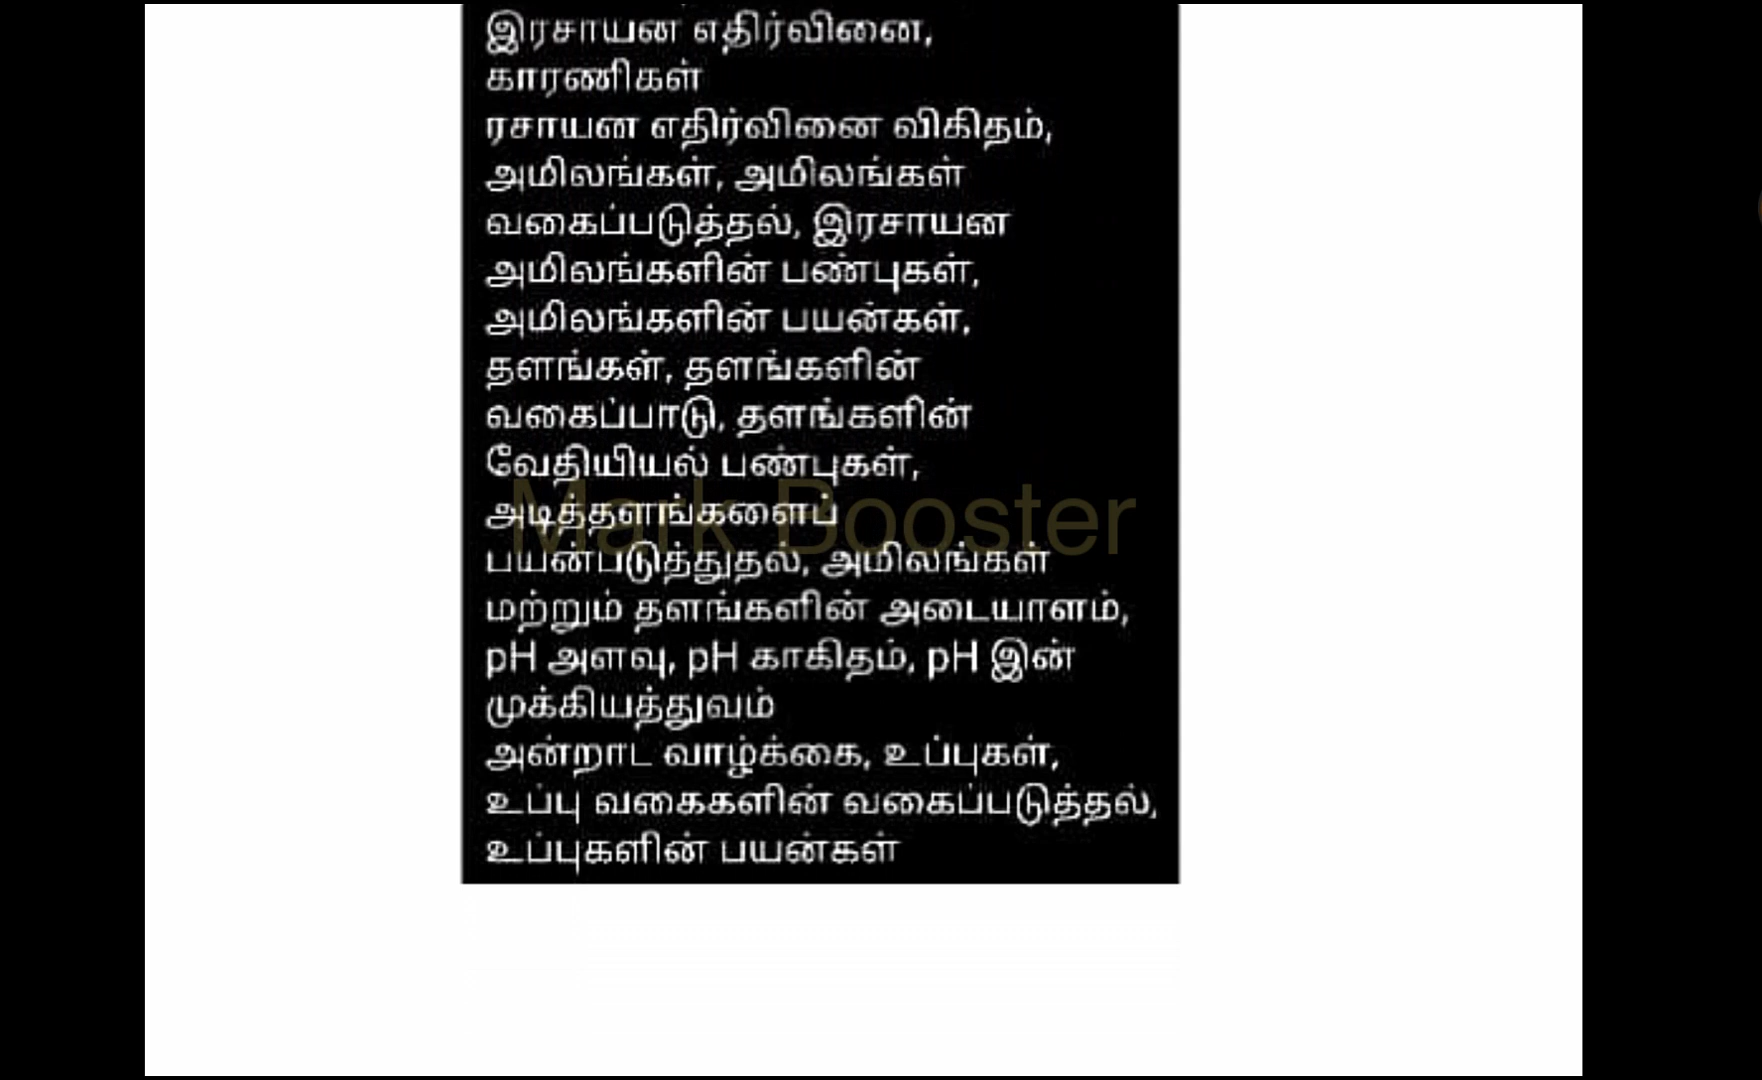 இரசாயன எதிர்வினை,
காரணிகள்
ரசாயன எதிர்வினை விகிதம்,
அமிலங்கள், அமிலங்கள்
வகைப்படுத்தல், இரசாயன
அமிலங்களின் பண்புகள்,
அமிலங்களின் பயன்கள்,
தளங்கள், தளங்களின்
வகைப்பாடு, தளங்களின்
வேதியியல் பண்புகள்,
அடித்தளங்களைப்
பயன்படுத்துதல், அமிலங்கள்
மற்றும் தளங்களின் அடையாளம்,
pH அளவு, pH காகிதம், pH இன்
முக்கியத்துவம்
அன்றாட வாழ்க்கை, உப்புகள்,
உப்பு வகைகளின் வகைப்படுத்தல்,
உப்புகளின் பயன்கள்
Mark Booster